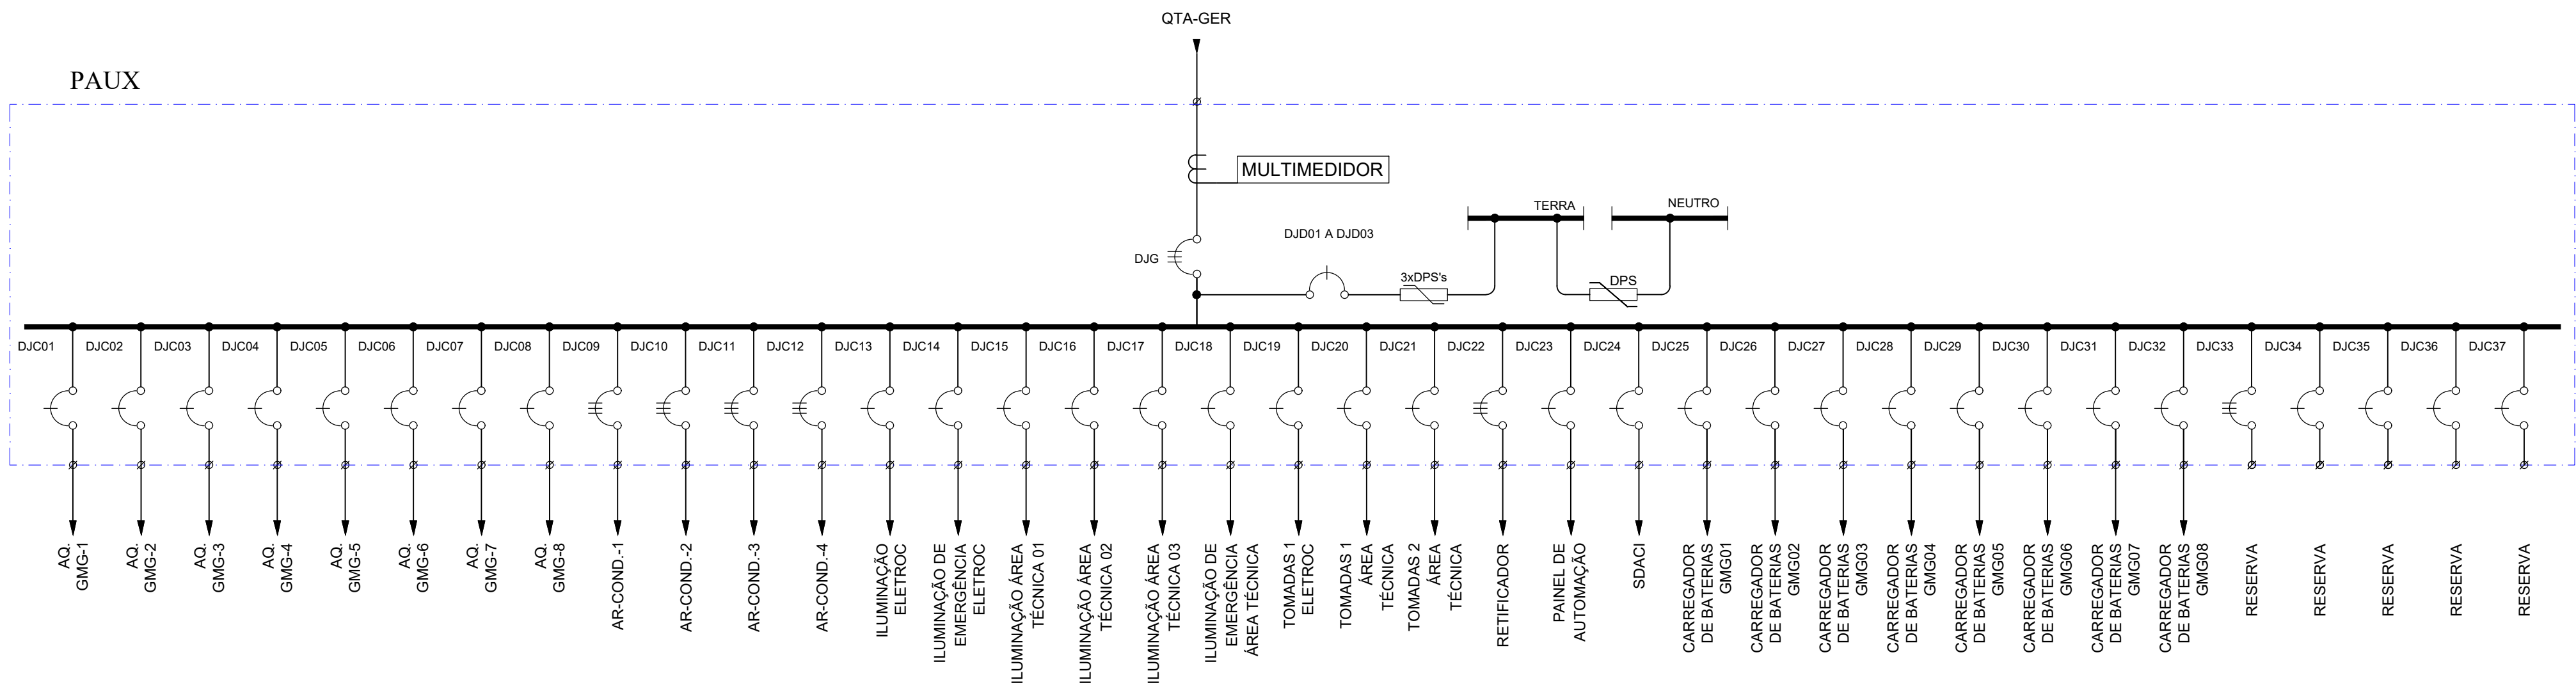 QTA-GER
PAUX
MULTIMEDIDOR
TERRA
NEUTRO
DJD01 A DJD03
DJG
3xDPS's
DPS
DJC01
DJC02
DJC03
DJC04
DJC05
DJC06
DJC07
DJC08
DJC09
DJC10
DJC11
DJC12
DJC13
DJC14
DJC15
DJC16
DJC17
DJC18
DJC19
DJC20
DJC21
DJC22
DJC23
DJC24
DJC25
DJC26
DJC27
DJC28
DJC29
DJC30
DJC31
DJC32
DJC33
DJC34
DJC35
DJC36
DJC37
AQ.
GMG-1
AQ.
GMG-2
AQ.
GMG-3
AQ.
GMG-4
AQ.
GMG-5
AQ.
GMG-6
AQ.
GMG-7
AQ.
GMG-8
AR-COND.-1
AR-COND.-2
AR-COND.-3
AR-COND.-4
ILUMINAÇÃO
ELETROC
ILUMINAÇÃO DE
EMERGÊNCIA
ELETROC
ILUMINAÇÃO ÁREA
TÉCNICA 01
ILUMINAÇÃO ÁREA
TÉCNICA 02
ILUMINAÇÃO ÁREA
TÉCNICA 03
ILUMINAÇÃO DE
EMERGÊNCIA
ÁREA TÉCNICA
TOMADAS 1
ELETROC
TOMADAS 1
ÁREA
TÉCNICA
TOMADAS 2
ÁREA
TÉCNICA
RETIFICADOR
PAINEL DE
AUTOMAÇÃO
SDACI
CARREGADOR
DE BATERIAS
GMG01
CARREGADOR
DE BATERIAS
GMG02
CARREGADOR
DE BATERIAS
GMG03
CARREGADOR
DE BATERIAS
GMG04
CARREGADOR
DE BATERIAS
GMG05
CARREGADOR
DE BATERIAS
GMG06
CARREGADOR
DE BATERIAS
GMG07
CARREGADOR
DE BATERIAS
GMG08
RESERVA
RESERVA
RESERVA
RESERVA
RESERVA